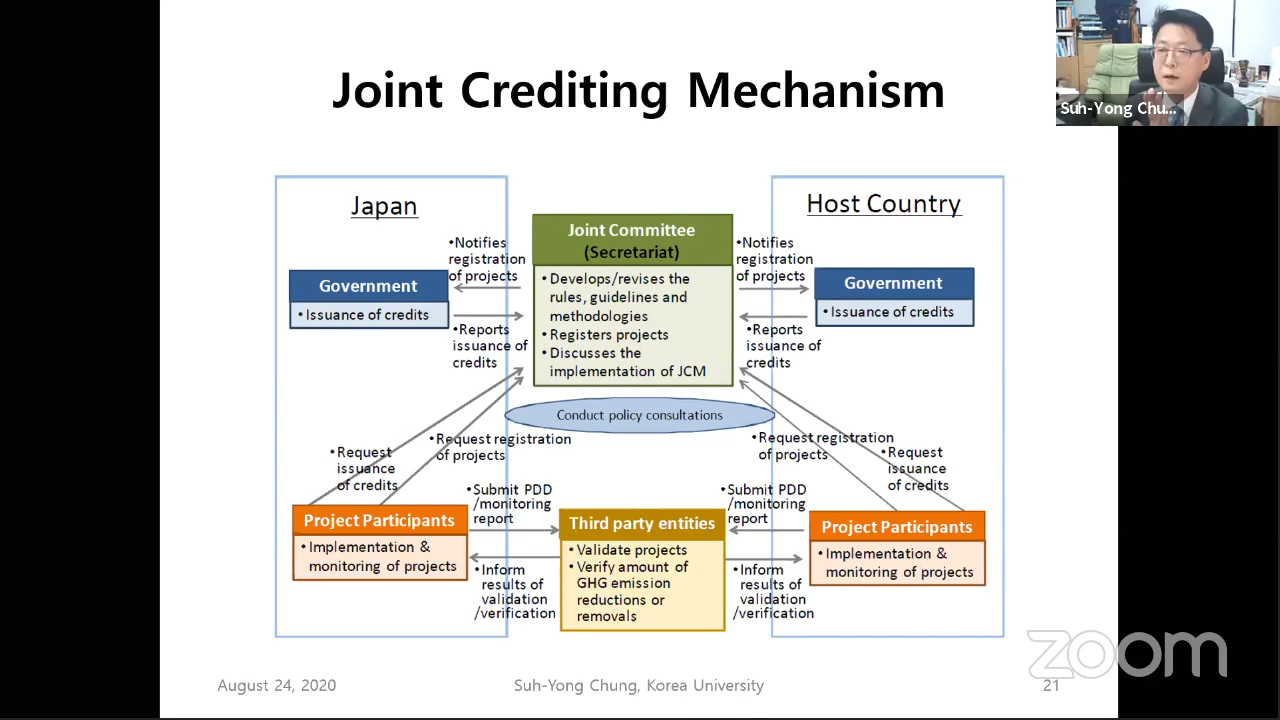 Joint Crediting Mechanism
Suh-Yong Chu...
Japan
Host Country
•Notifies
registration
of projects
Joint Committee
(Secretariat)
•Notifies
registration
of projects
Government
• Issuance of credits
• Develops/revises the
rules, guidelines and
methodologies
• Registers projects
• Discusses the
implementation of JCM
Government
• Issuance of credits
•Reports
issuance of
credits
•Reports
issuance of
credits
Conduct policy consultations
•Request
issuance
of credits
•Request registration
of projects
•Request registration
of projects
•Request
issuance
of credits
•Submit PDD
/monitoring
report
•Submit PDD
/monitoring
report
Project Participants
• Implementation &
monitoring of projects
Third party entities
• Validate projects
• Verify amount of
GHG emission
reductions or
removals
Project Participants
• Implementation &
monitoring of projects
•Inform
results of
validation
/verification
•Inform
results of
validation
/verification
zoom
August 24, 2020
Suh-Yong Chung, Korea University
21